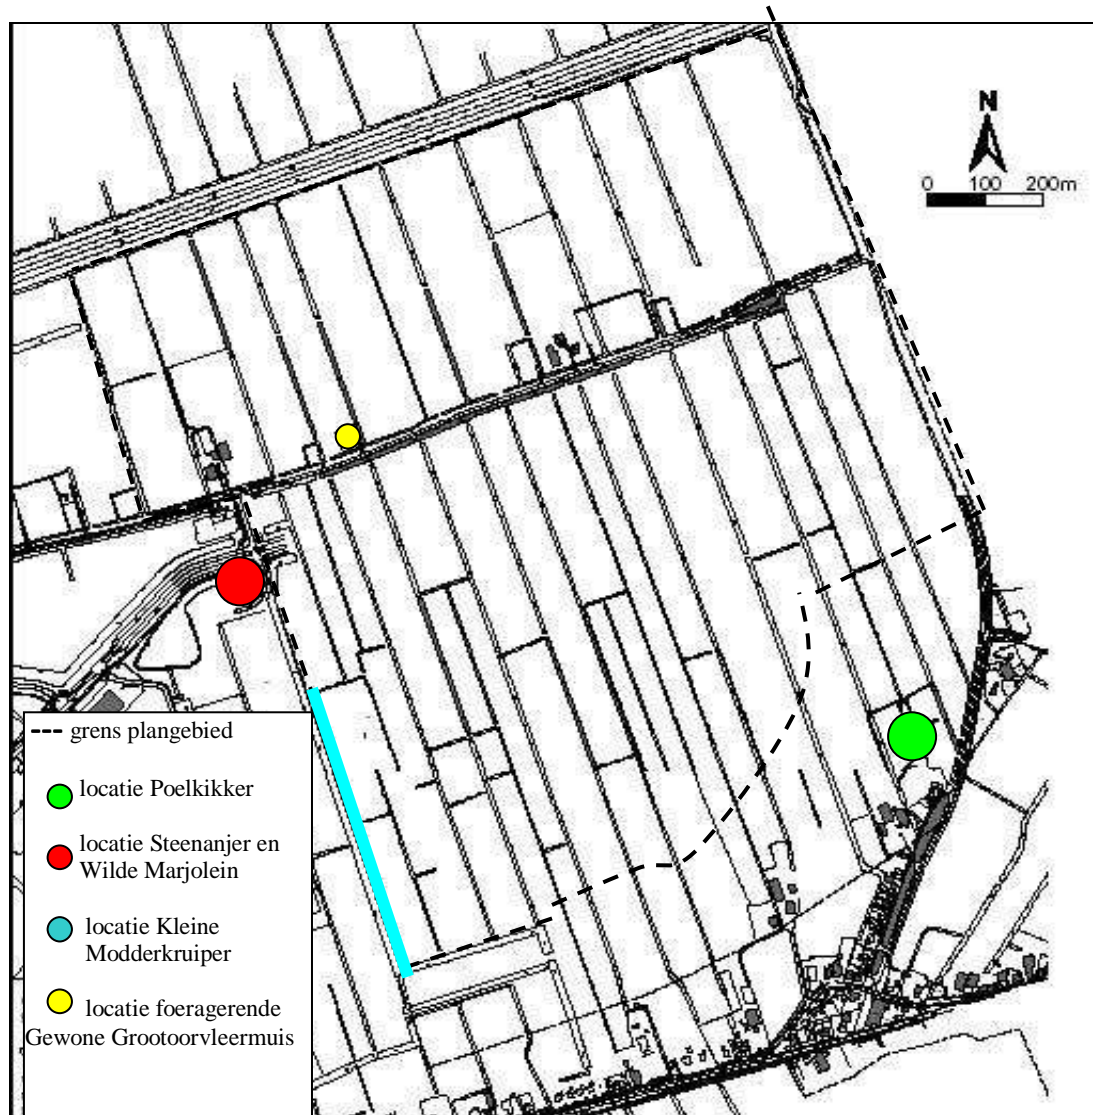 N
0 100 200m
grens plangebied
locatie Poelkikker
locatie Steenanjer en
Wilde Marjolein
locatie Kleine
Modderkruiper
locatie foeragerende
Gewone Grootoorvleermuis